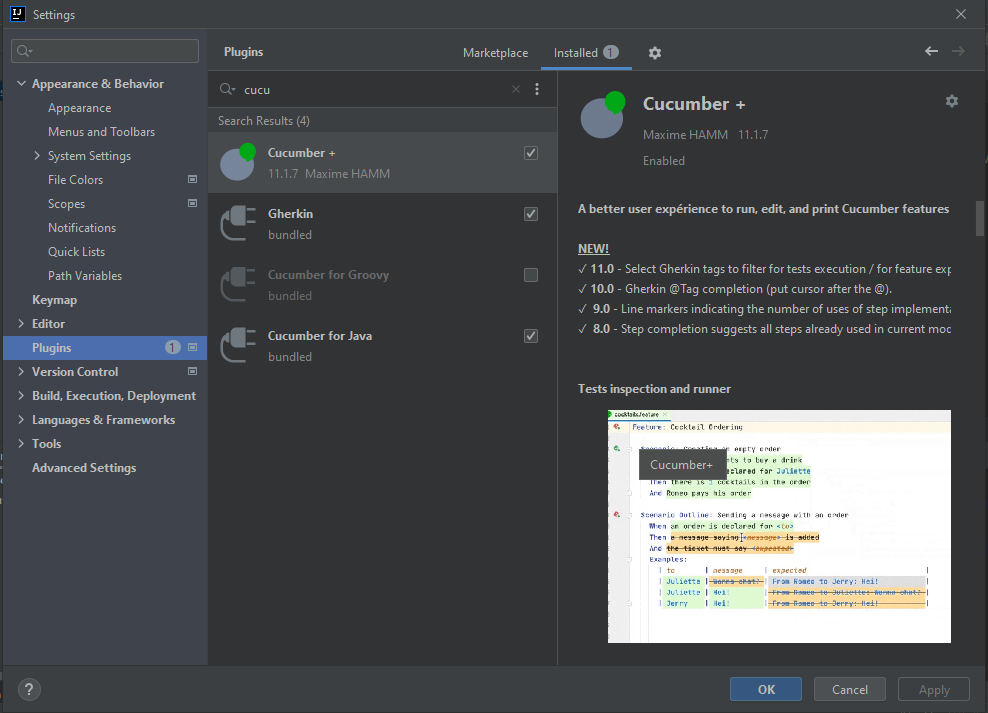 Settings
Appearance & Behavior
Appearance
Menus and Toolbars
System Settings
File Colors
Scopes
Notifications
Quick Lists
Path Variables
Keymap
Editor
Plugins 1
Version Control
Build, Execution, Deployment
Languages & Frameworks
Tools
Advanced Settings
Plugins
Marketplace
Installed 1
cucu
Search Results (4)
Cucumber +
11.1.7 Maxime HAMM
Gherkin
bundled
Cucumber for Groovy
bundled
Cucumber for Java
bundled
Cucumber +
Maxime HAMM 11.1.7
Enabled
A better user expérience to run, edit, and print Cucumber features
NEW!
✓ 11.0 - Select Gherkin tags to filter for tests execution / for feature exp
✓ 10.0 - Gherkin @Tag completion (put cursor after the @).
✓ 9.0 - Line markers indicating the number of uses of step implementa
✓ 8.0 - Step completion suggests all steps already used in current mod
Tests inspection and runner
cocktails.feature
Feature: Cocktail Ordering
Scenario: Creating an empty order
nts to buy a drink
Cucumber+
eclared for Juliette
Then there is cocktails in the order
And Romeo pays his order
Scenario Outline: Sending a message with an order
When an order is declared for <to>
Then a message saying <message> is added
And the ticket must say <expected>
Examples:
| to | message | expected |
| Juliette | Wanna chat? | From Romeo to Jerry: Hei! |
| Juliette | Hei! | From Romeo to Juliette: Wanna chat? |
| Jerry | Hei! | From Romeo to Jerry: Hei! |
?
OK
Cancel
Apply